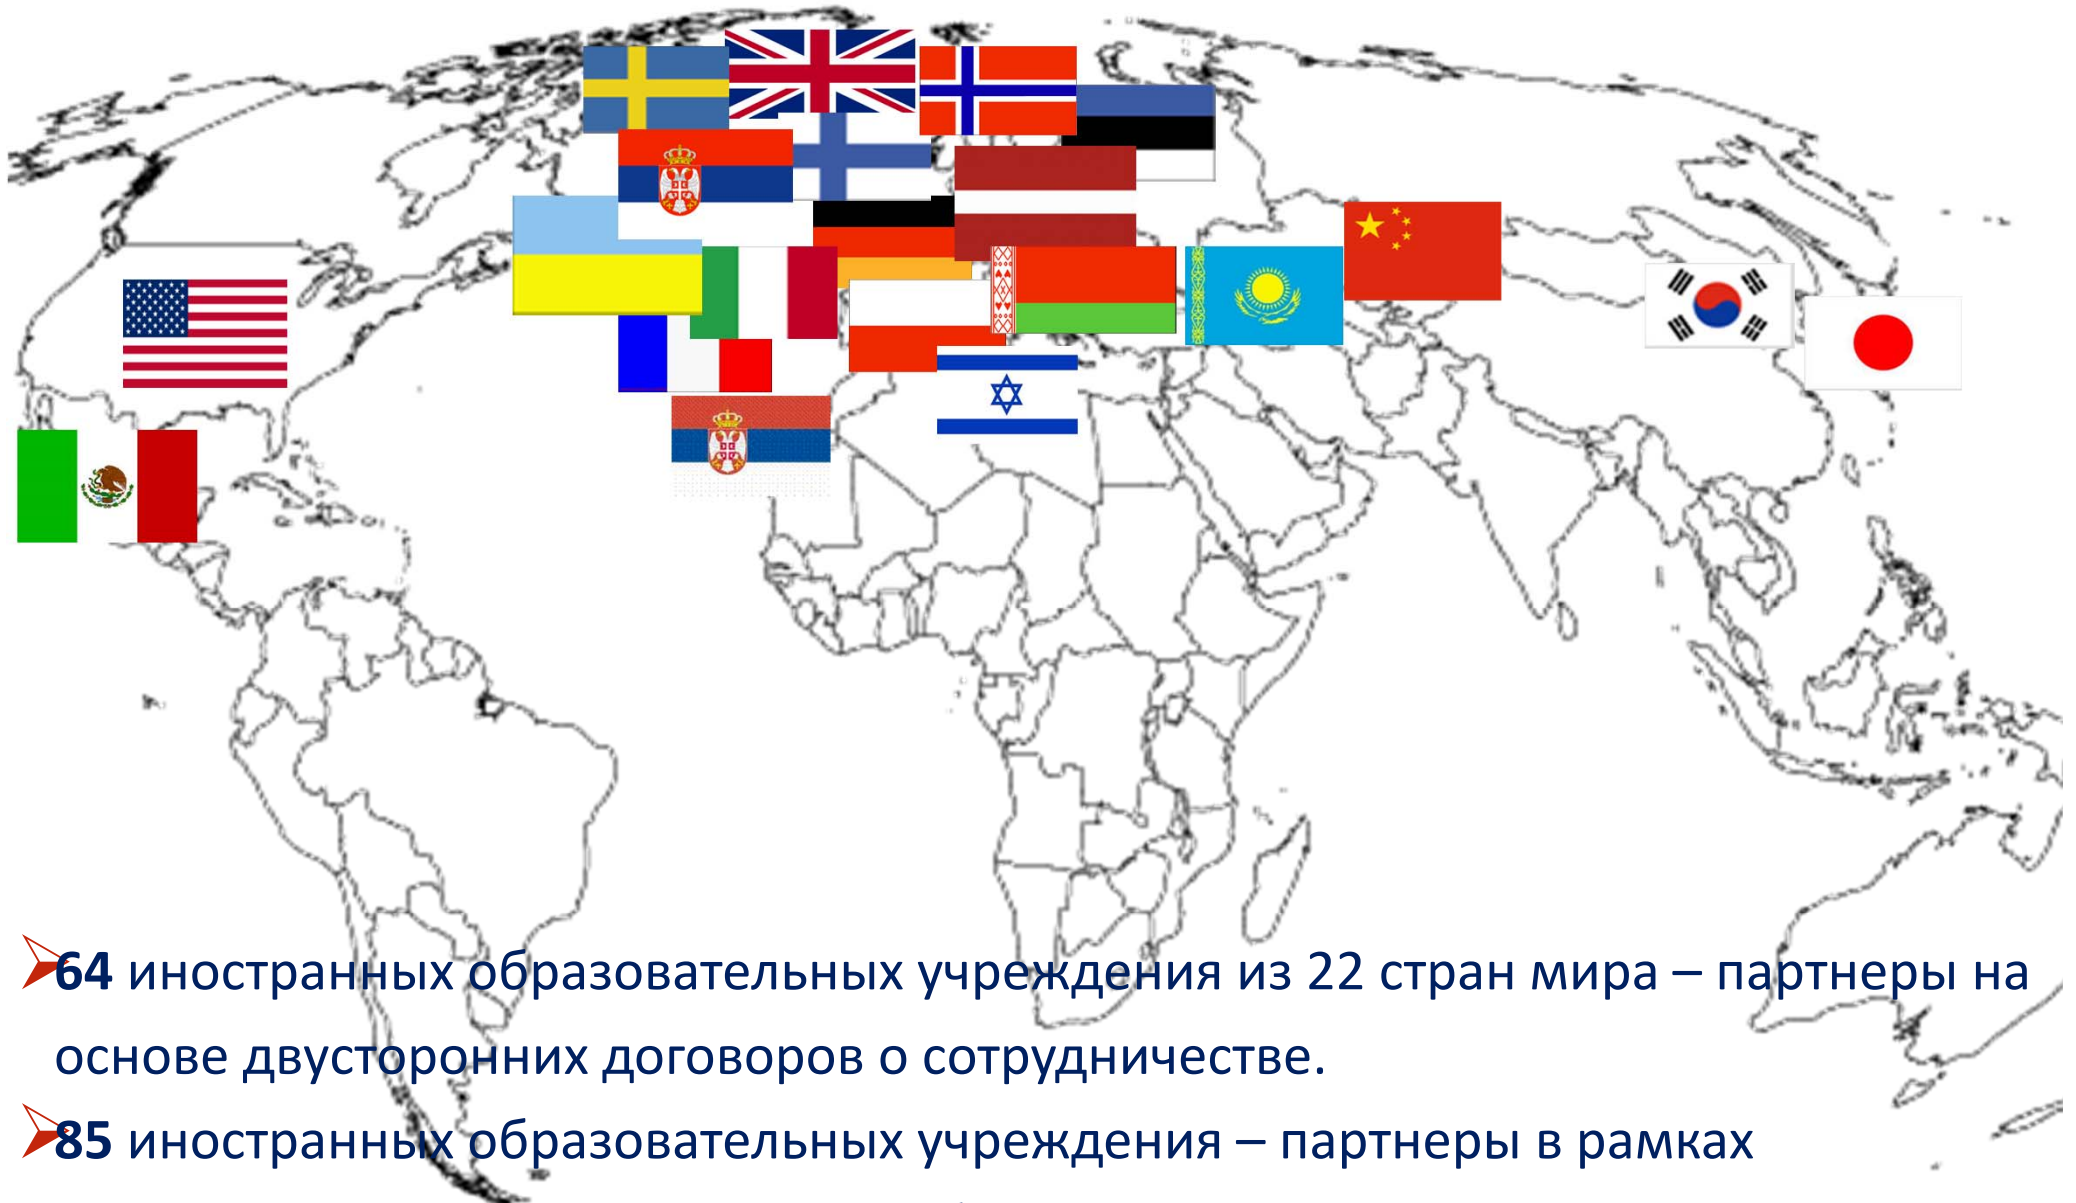 ➢64 иностранных образовательных учреждения из 22 стран мира – партнеры на
основе двусторонних договоров о сотрудничестве.
➢85 иностранных образовательных учреждения – партнеры в рамках